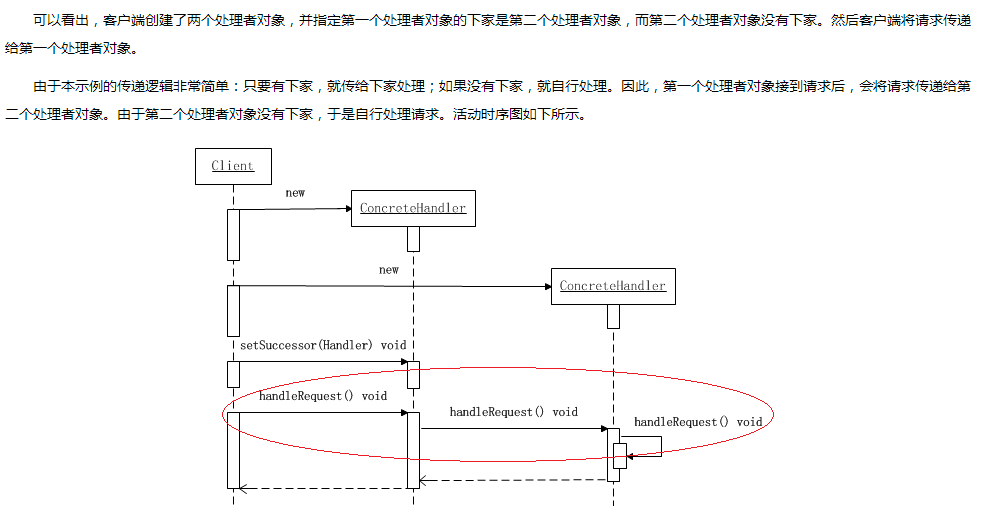 可以看出，客户端创建了两个处理者对象，并指定第一个处理者对象的下家是第二个处理者对象，而第二个处理者对象没有下家。然后客户端将请求传递
给第一个处理者对象。
由于本示例的传递逻辑非常简单：只要有下家，就传给下家处理；如果没有下家，就自行处理。因此，第一个处理者对象接到请求后，会将请求传递给第
二个处理者对象。由于第二个处理者对象没有下家，于是自行处理请求。活动时序图如下所示。
Client
new
ConcreteHandler
new
ConcreteHandler
setSuccessor(Handler) void
handleRequest() void
handleRequest() void
handleRequest() void